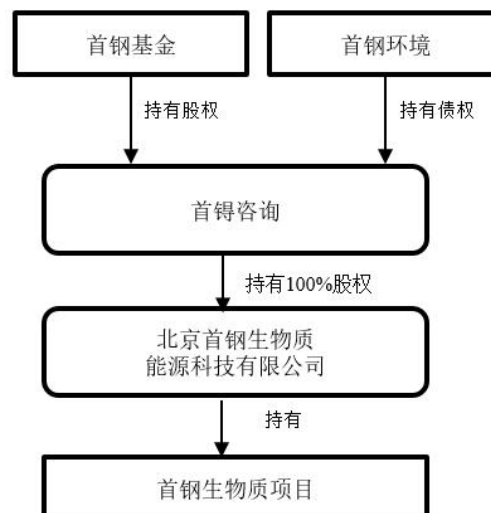 首钢基金
首钢环境
持有股权
持有债权
首锝咨询
持有100%股权
北京首钢生物质
能源科技有限公司
持有
首钢生物质项目